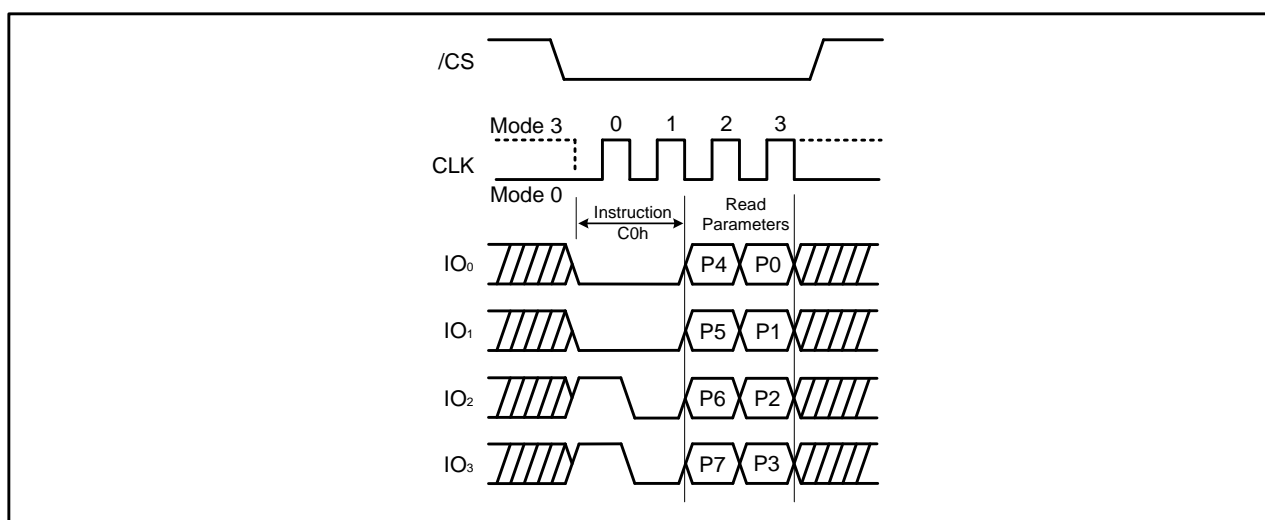 /CS
Mode 3
0 1 2 3
CLK
Mode 0
Instruction
C0h
Read
Parameters
IO₀ P4 P0
IO₁ P5 P1
IO₂ P6 P2
IO₃ P7 P3